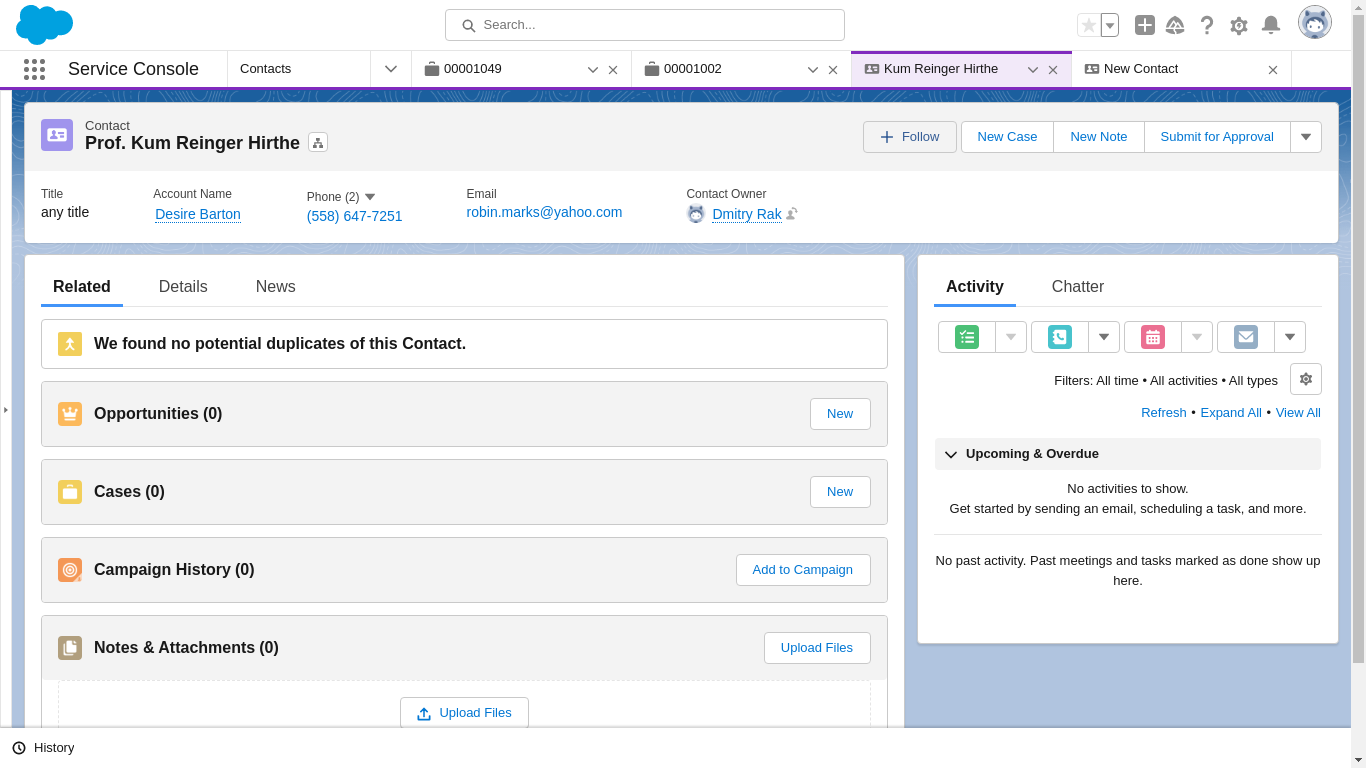 Search...
Service Console
Contacts
00001049
00001002
Kum Reinger Hirthe
New Contact
Contact
Prof. Kum Reinger Hirthe
Follow
New Case
New Note
Submit for Approval
Title
any title
Account Name
Desire Barton
Phone (2)
(558) 647-7251
Email
robin.marks@yahoo.com
Contact Owner
Dmitry Rak
Related
Details
News
We found no potential duplicates of this Contact.
Opportunities (0)
New
Cases (0)
New
Campaign History (0)
Add to Campaign
Notes & Attachments (0)
Upload Files
Upload Files
Activity
Chatter
Filters: All time • All activities • All types
Refresh • Expand All • View All
Upcoming & Overdue
No activities to show.
Get started by sending an email, scheduling a task, and more.
No past activity. Past meetings and tasks marked as done show up
here.
History